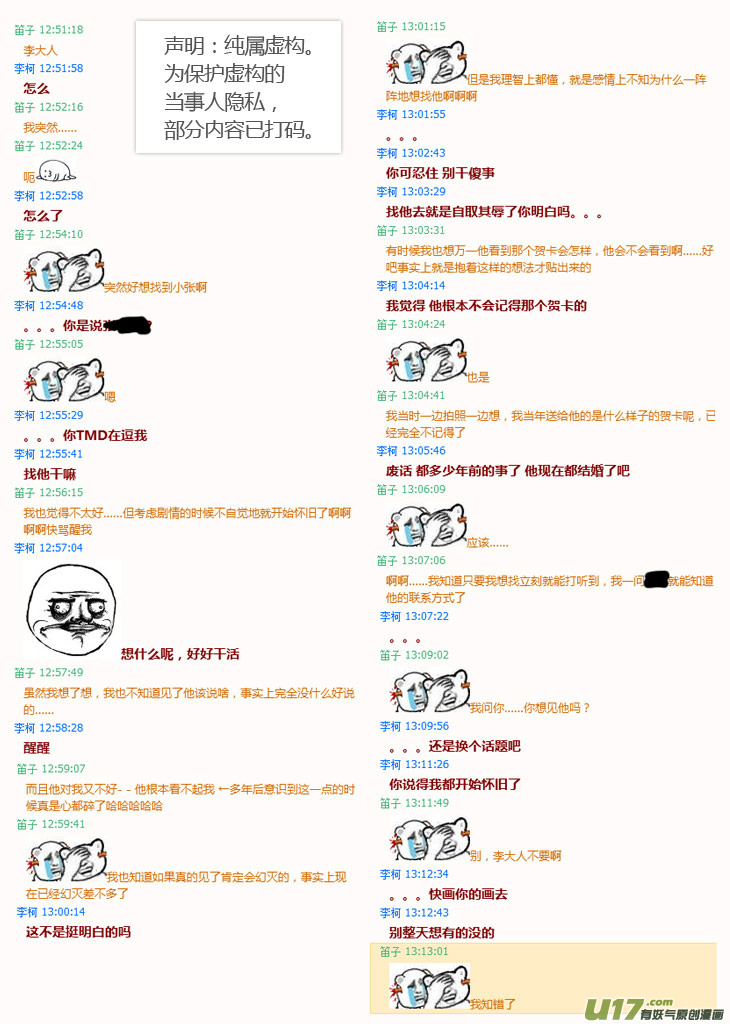 声明：纯属虚构。
为保护虚构的
当事人隐私，
部分内容已打码。
笛子 12:51:18
李大人
李柯 12:51:58
怎么
笛子 12:52:16
我突然……
笛子 12:52:24
呃
李柯 12:52:58
怎么了
笛子 12:54:10
突然好想找到小张啊
李柯 12:54:48
。。。你是说
笛子 12:55:05
嗯
李柯 12:55:29
。。。你TMD在逗我
李柯 12:55:41
找他干嘛
笛子 12:56:15
我也觉得不太好……但考虑剧情的时候不自觉地就开始怀旧了啊啊
啊啊快骂醒我
李柯 12:57:04
想什么呢，好好干活
笛子 12:57:49
虽然我想了想，我也不知道见了他该说啥，事实上完全没什么好说
的……
李柯 12:58:28
醒醒
笛子 12:59:07
而且他对我又不好- - 他根本看不起我 ←多年后意识到这一点的时
候真是心都碎了哈哈哈哈哈
笛子 12:59:41
我也知道如果真的见了肯定会幻灭的，事实上现
在已经幻灭差不多了
李柯 13:00:14
这不是挺明白的吗
笛子 13:01:15
但是我理智上都懂，就是感情上不知为什么一阵
阵地想找他啊啊啊
李柯 13:01:55
。。。
李柯 13:02:43
你可忍住 别干傻事
李柯 13:03:29
找他去就是自取其辱了你明白吗。。。
笛子 13:03:31
有时候我也想万一他看到那个贺卡会怎样，他会不会看到啊……好
吧事实上就是抱着这样的想法才贴出来的
李柯 13:04:14
我觉得 他根本不会记得那个贺卡的
笛子 13:04:24
也是
笛子 13:04:41
我当时一边拍照一边想，我当年送给他的是什么样子的贺卡呢，已
经完全不记得了
李柯 13:05:46
废话 都多少年前的事了 他现在都结婚了吧
笛子 13:06:09
应该……
笛子 13:07:06
啊啊……我知道只要我想找立刻就能打听到，我一问 就能知道
他的联系方式了
李柯 13:07:22
。。。
笛子 13:09:02
我问你……你想见他吗？
李柯 13:09:56
。。。还是换个话题吧
李柯 13:11:26
你说得我都开始怀旧了
笛子 13:11:49
别，李大人不要啊
李柯 13:12:34
。。。快画你的画去
李柯 13:12:43
别整天想有的没的
笛子 13:13:01
我知错了
U17.com
有妖气原创漫画